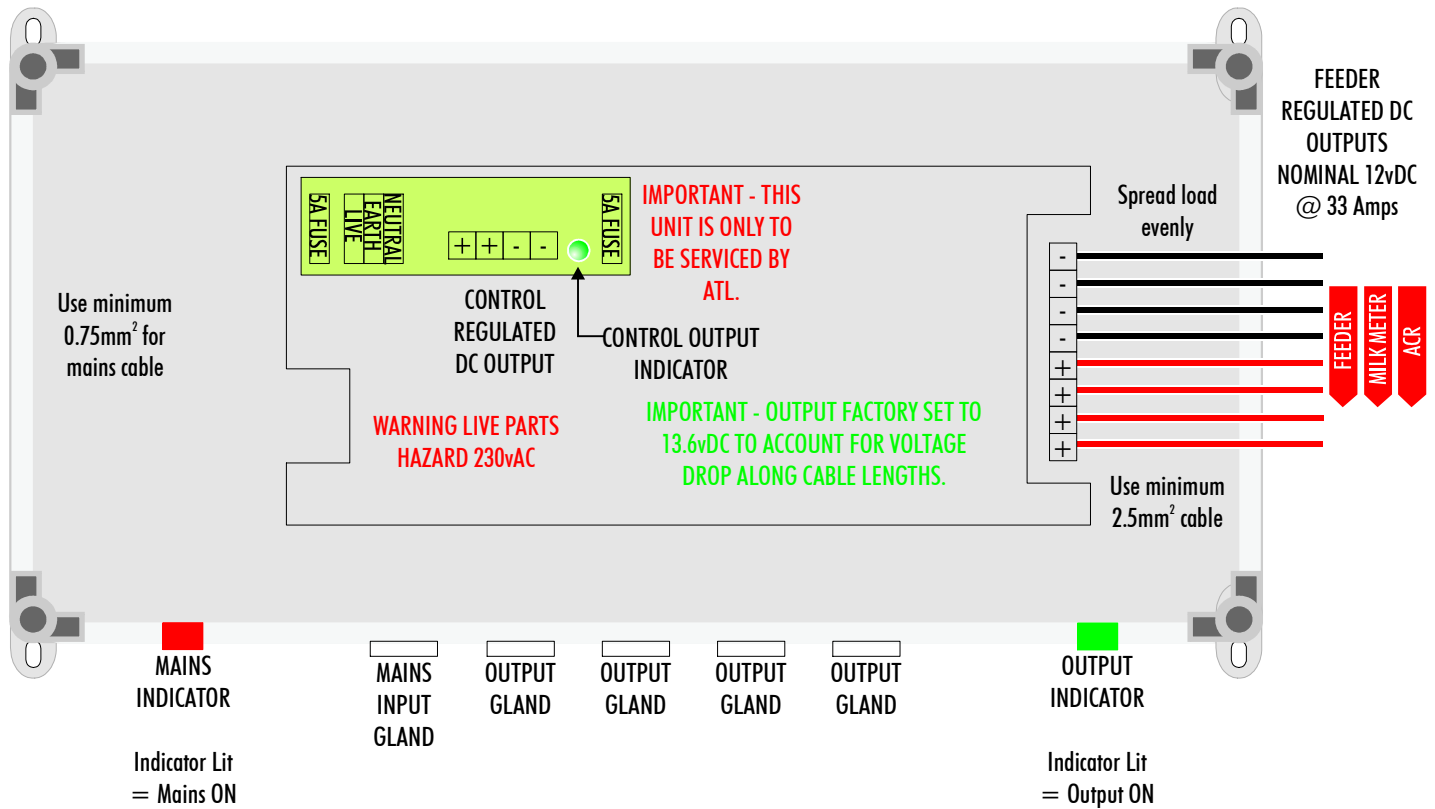 FEEDER
REGULATED DC
OUTPUTS
NOMINAL 12vDC
@ 33 Amps
5A FUSE
LIVE
EARTH
NEUTRAL
+ + - -
5A FUSE
IMPORTANT - THIS
UNIT IS ONLY TO
BE SERVICED BY
ATL.
Spread load
evenly
-
-
-
-
+
+
+
+
FEEDER
MILK METER
ACR
Use minimum
0.75mm² for
mains cable
CONTROL
REGULATED
DC OUTPUT
CONTROL OUTPUT
INDICATOR
WARNING LIVE PARTS
HAZARD 230vAC
IMPORTANT - OUTPUT FACTORY SET TO
13.6vDC TO ACCOUNT FOR VOLTAGE
DROP ALONG CABLE LENGTHS.
Use minimum
2.5mm² cable
MAINS
INDICATOR
Indicator Lit
= Mains ON
MAINS
INPUT
GLAND
OUTPUT
GLAND
OUTPUT
GLAND
OUTPUT
GLAND
OUTPUT
GLAND
OUTPUT
INDICATOR
Indicator Lit
= Output ON